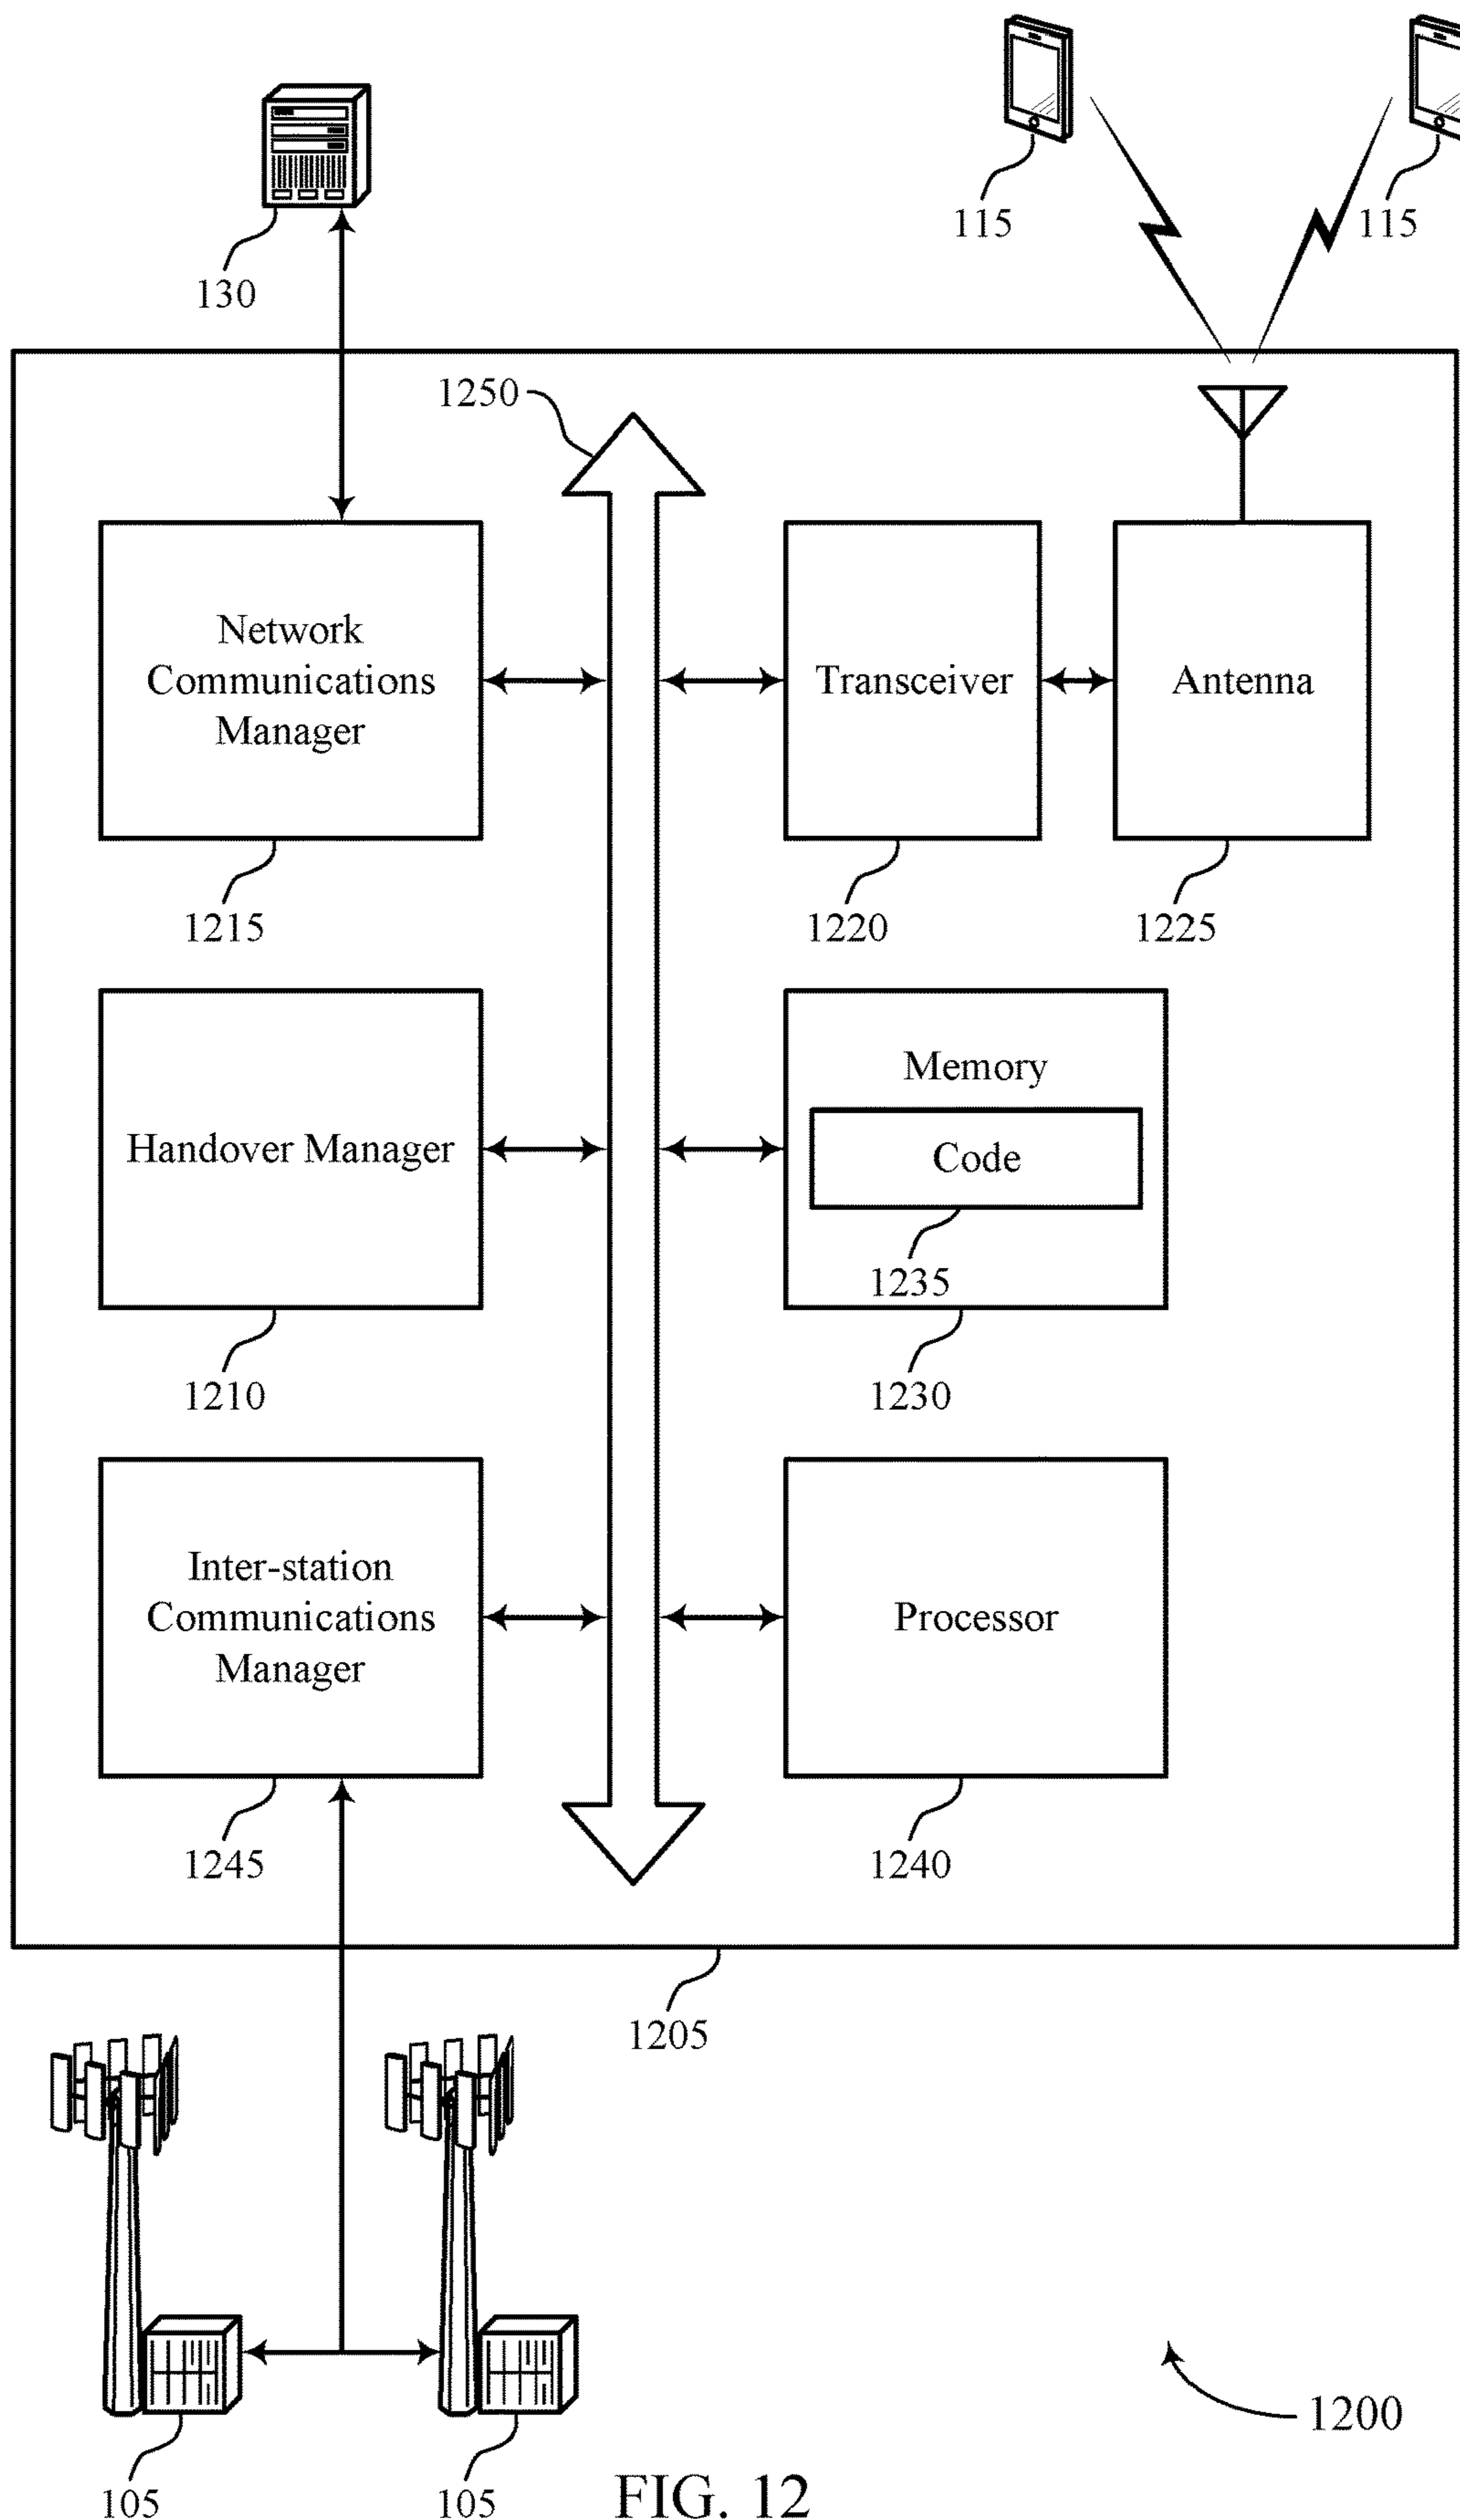 115
115
130
1250
Network
Communications
Manager
Transceiver
Antenna
1215
1220
1225
Handover Manager
Memory
Code
1235
1210
1230
Inter-station
Communications
Manager
Processor
1245
1240
1205
1200
105
105
FIG. 12